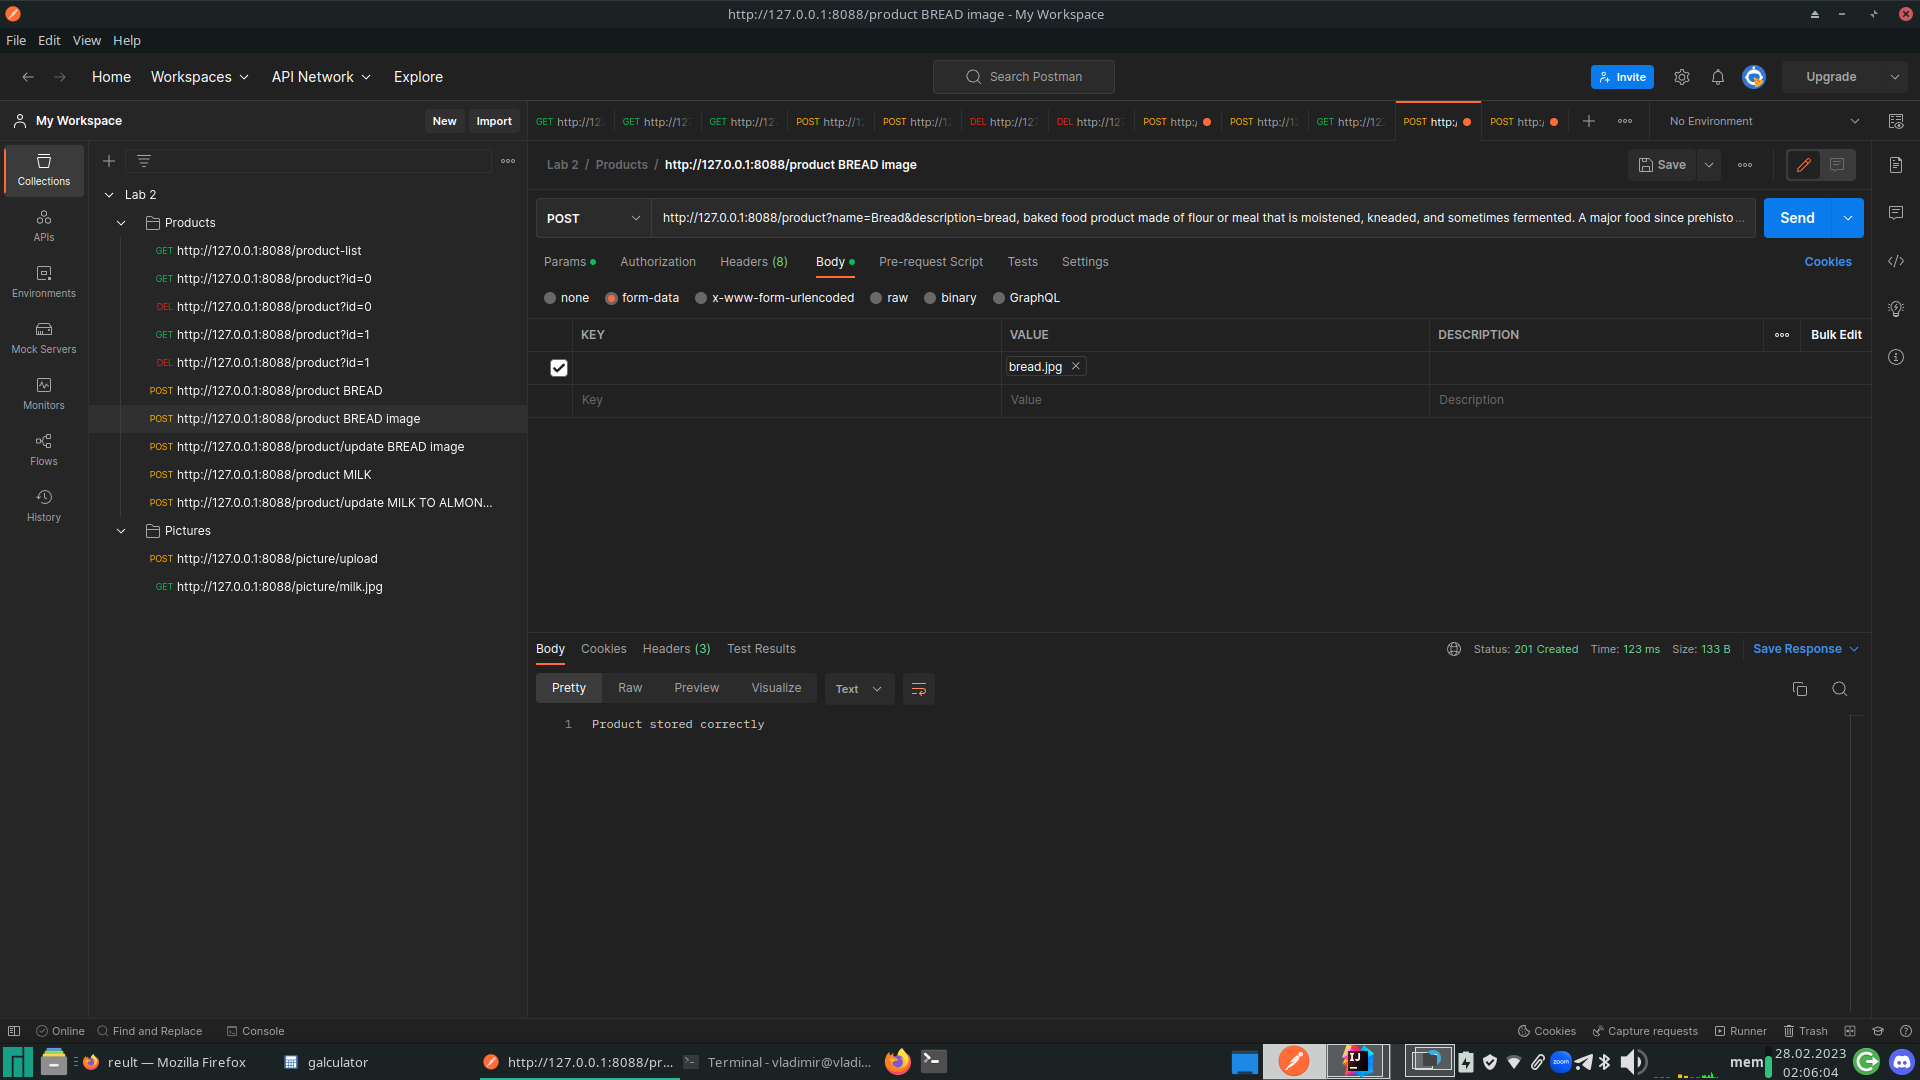 http://127.0.0.1:8088/product BREAD image - My Workspace
File Edit View Help
Home Workspaces API Network Explore
Search Postman
Invite
Upgrade
My Workspace
New Import
GET http://12
GET http://12
GET http://12
POST http://1
POST http://1
DEL http://12
DEL http://12
POST http:/
POST http://1
GET http://12
POST http:/
POST http:/
No Environment
Collections
APIs
Environments
Mock Servers
Monitors
Flows
History
Lab 2
Products
GET http://127.0.0.1:8088/product-list
GET http://127.0.0.1:8088/product?id=0
DEL http://127.0.0.1:8088/product?id=0
GET http://127.0.0.1:8088/product?id=1
DEL http://127.0.0.1:8088/product?id=1
POST http://127.0.0.1:8088/product BREAD
POST http://127.0.0.1:8088/product BREAD image
POST http://127.0.0.1:8088/product/update BREAD image
POST http://127.0.0.1:8088/product MILK
POST http://127.0.0.1:8088/product/update MILK TO ALMON...
Pictures
POST http://127.0.0.1:8088/picture/upload
GET http://127.0.0.1:8088/picture/milk.jpg
Lab 2 / Products / http://127.0.0.1:8088/product BREAD image
Save
POST
http://127.0.0.1:8088/product?name=Bread&description=bread, baked food product made of flour or meal that is moistened, kneaded, and sometimes fermented. A major food since prehisto...
Send
Params Authorization Headers (8) Body Pre-request Script Tests Settings
Cookies
none form-data x-www-form-urlencoded raw binary GraphQL
KEY VALUE DESCRIPTION Bulk Edit
bread.jpg
Key Value Description
Body Cookies Headers (3) Test Results
Status: 201 Created Time: 123 ms Size: 133 B Save Response
Pretty Raw Preview Visualize Text
1 Product stored correctly
Online Find and Replace Console
Cookies Capture requests Runner Trash
reult — Mozilla Firefox
galculator
http://127.0.0.1:8088/pr...
Terminal - vladimir@vladi...
IJ
zoom
mem
28.02.2023
02:06:04